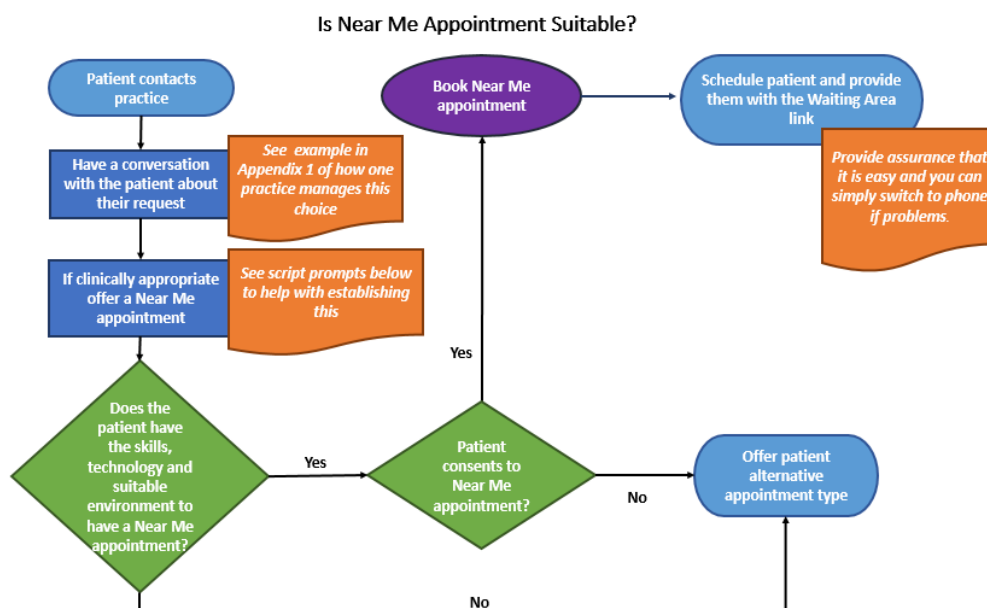 Is Near Me Appointment Suitable?
Patient contacts
practice
Book Near Me
appointment
Schedule patient and provide
them with the Waiting Area
link
Have a conversation
with the patient about
their request
See example in
Appendix 1 of how one
practice manages this
choice
Provide assurance that
it is easy and you can
simply switch to phone
if problems.
If clinically appropriate
offer a Near Me
appointment
See script prompts below
to help with establishing
this
Yes
Does the
patient have
the skills,
technology and
suitable
environment to
have a Near Me
appointment?
Yes
Patient
consents to
Near Me
appointment?
No
Offer patient
alternative
appointment type
No